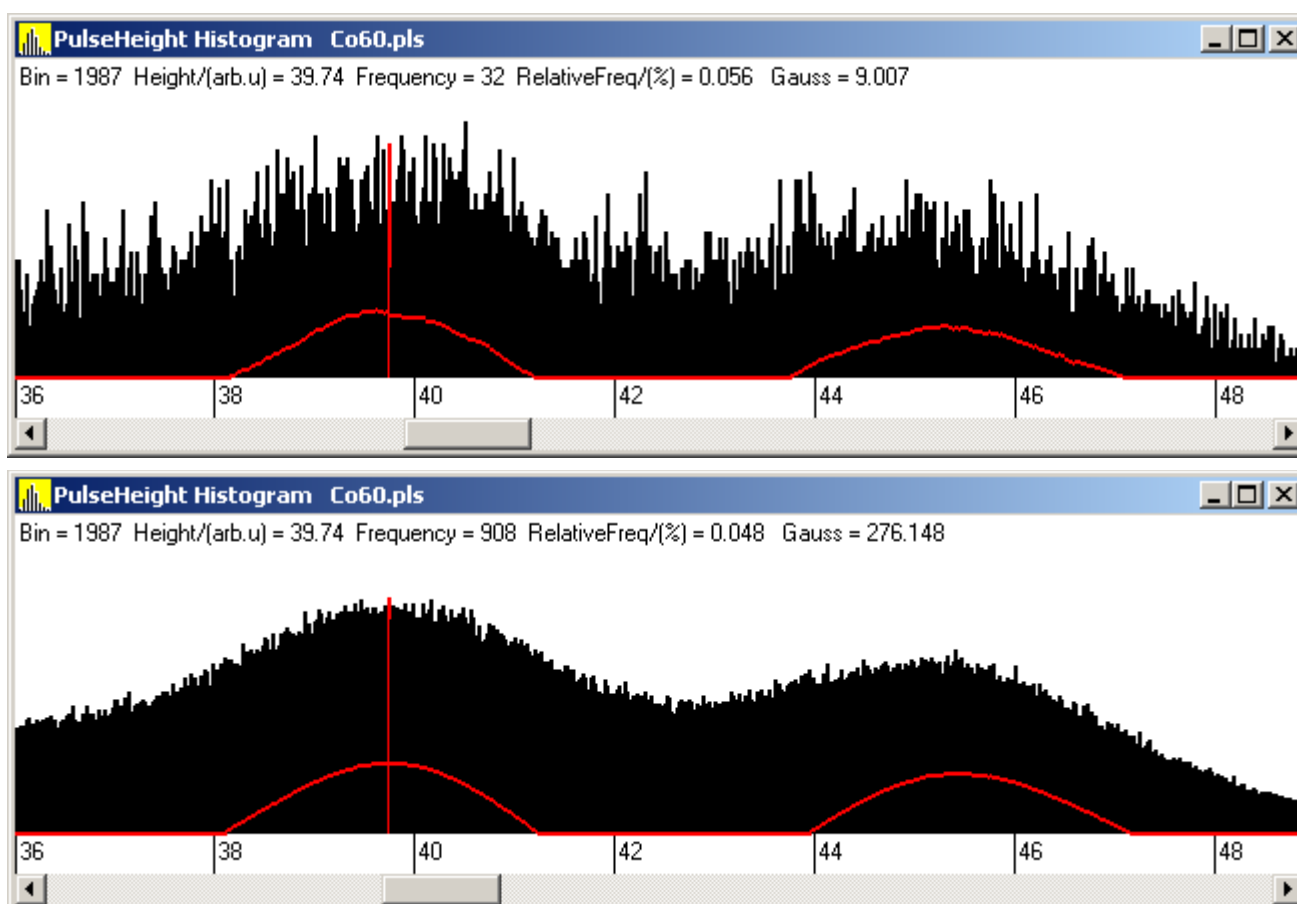 PulseHeight Histogram Co60.pls
Bin = 1987 Height/(arb.u) = 39.74 Frequency = 32 RelativeFreq/(%) = 0.056 Gauss = 9.007
36 38 40 42 44 46 48
PulseHeight Histogram Co60.pls
Bin = 1987 Height/(arb.u) = 39.74 Frequency = 908 RelativeFreq/(%) = 0.048 Gauss = 276.148
36 38 40 42 44 46 48